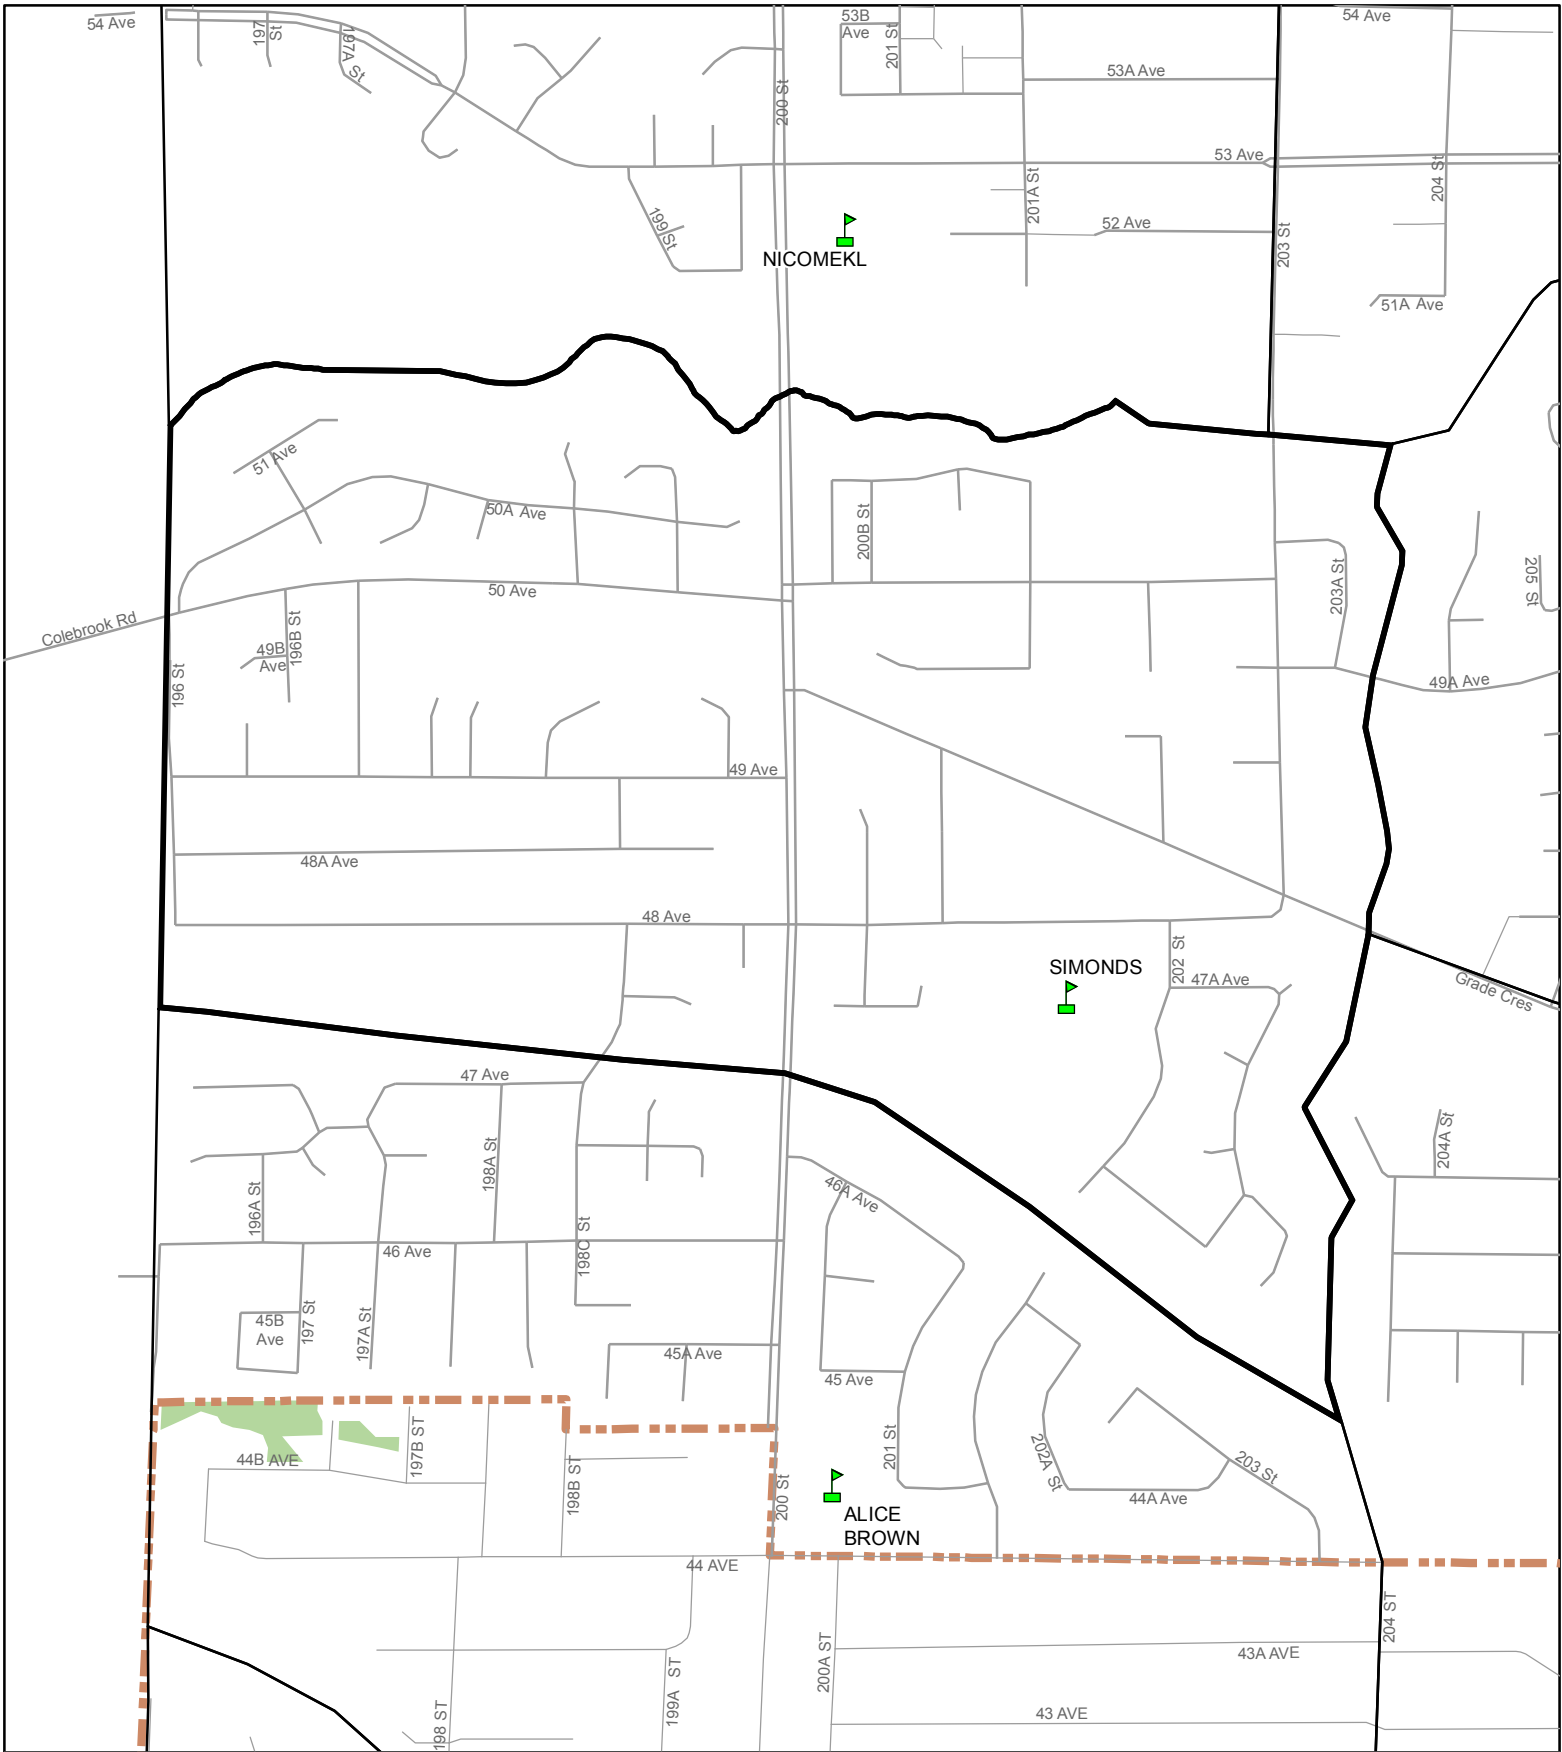 54 Ave
197
St
197A St
200 St
53B
Ave
201 St
54 Ave
53A Ave
53 Ave
204 St
201A St
199 St
52 Ave
203 St
NICOMEKL
51A Ave
51 Ave
50A Ave
200B St
50 Ave
203A St
205 St
Colebrook Rd
196B St
49B
Ave
196 St
49A Ave
49 Ave
48A Ave
48 Ave
202 St
SIMONDS
47A Ave
Grade Cres
47 Ave
204A St
198A St
196A St
46A Ave
46 Ave
198C St
45B
Ave
197 St
197A St
45A Ave
45 Ave
197B ST
201 St
202A St
203 St
44B AVE
198B ST
200 St
44A Ave
ALICE
BROWN
44 AVE
204 ST
200A ST
43A AVE
199A ST
198 ST
43 AVE